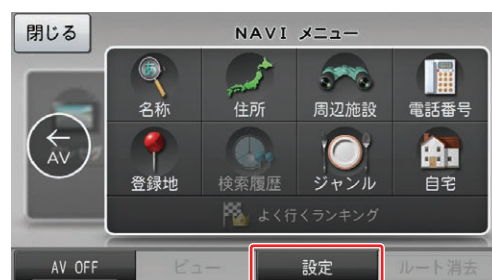 閉じる
NAVI メニュー
名称
住所
周辺施設
電話番号
AV
登録地
検索履歴
ジャンル
自宅
よく行くランキング
AV OFF
ビュー
設定
ルート消去